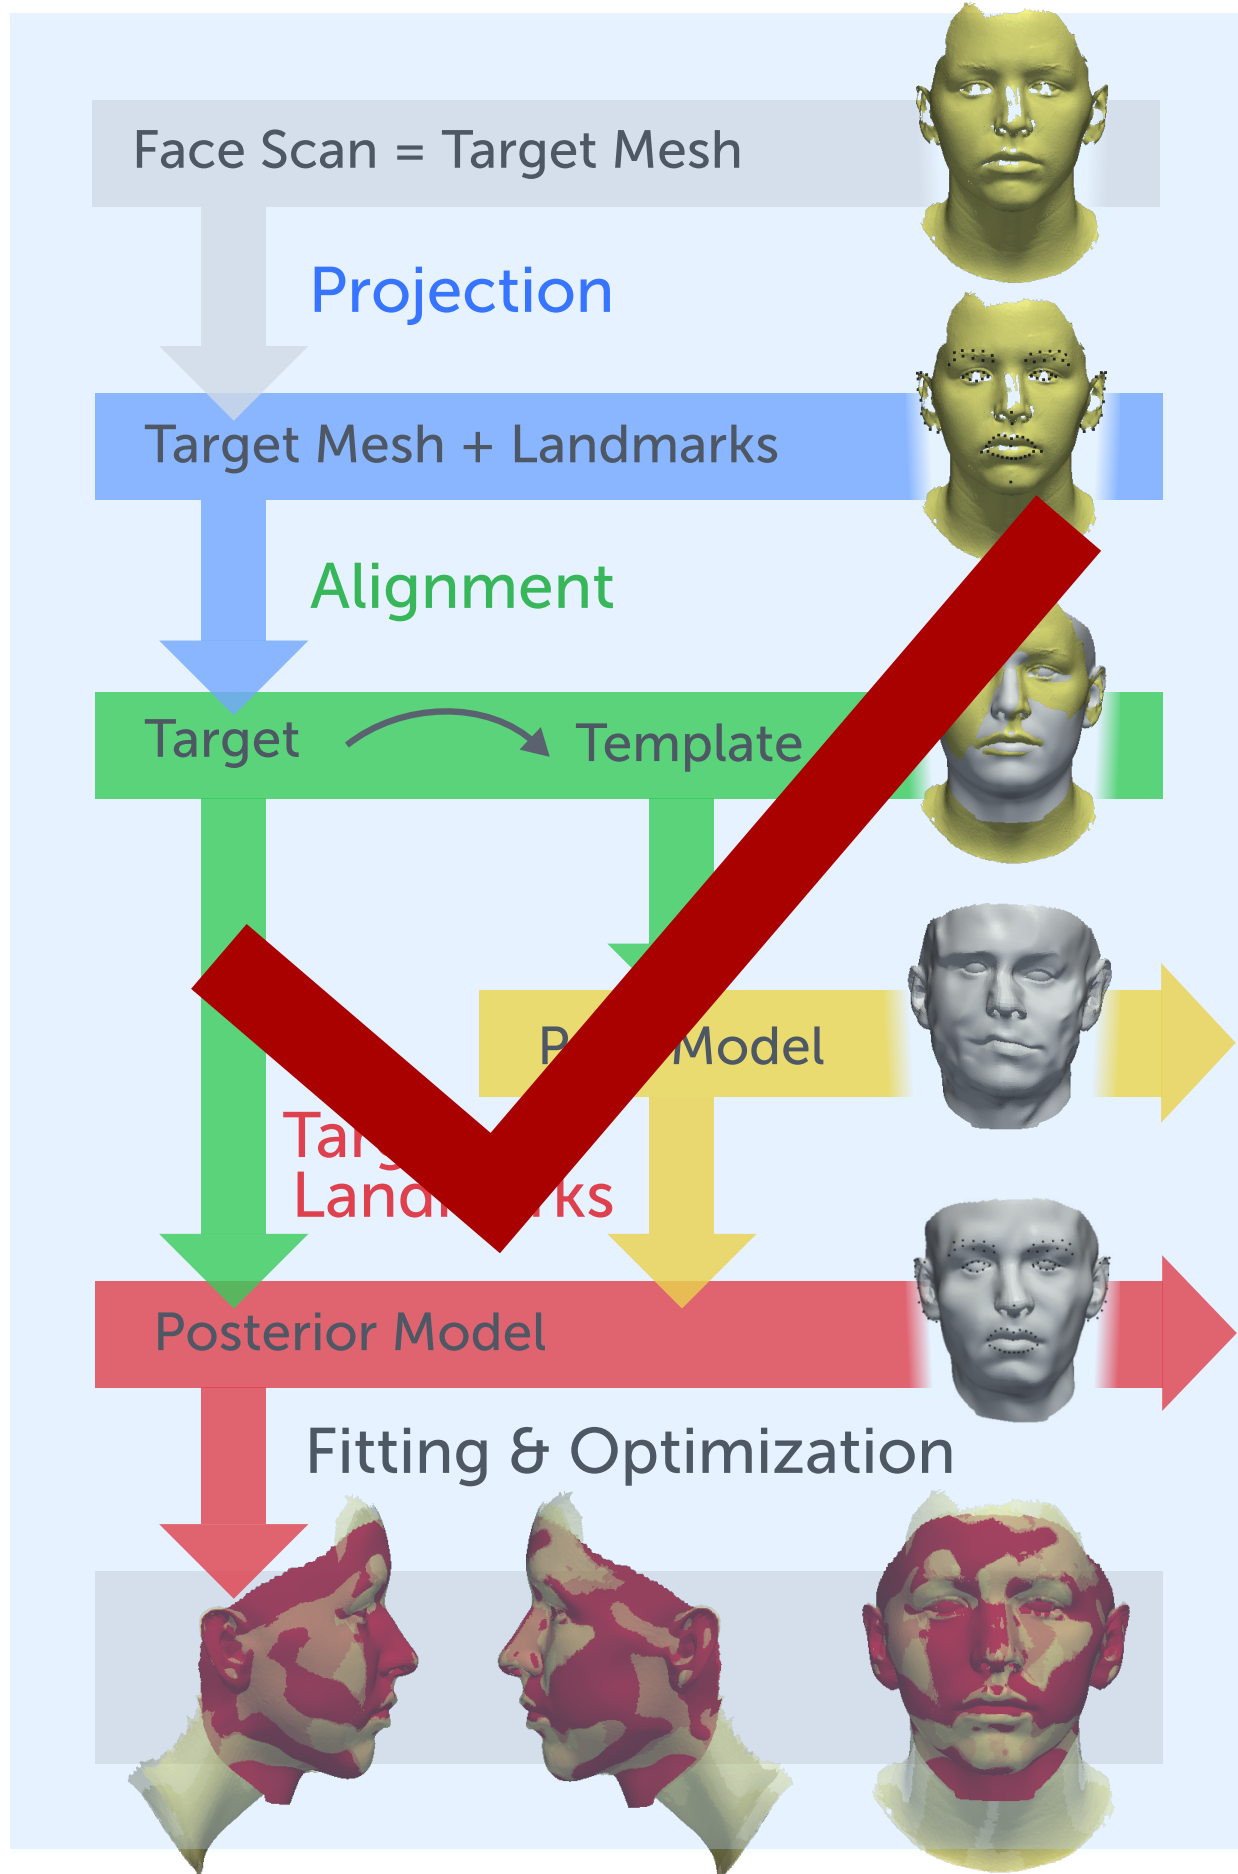 Face Scan = Target Mesh
Projection
Target Mesh + Landmarks
Alignment
Target
Template
Model
Posterior Model
Fitting & Optimization